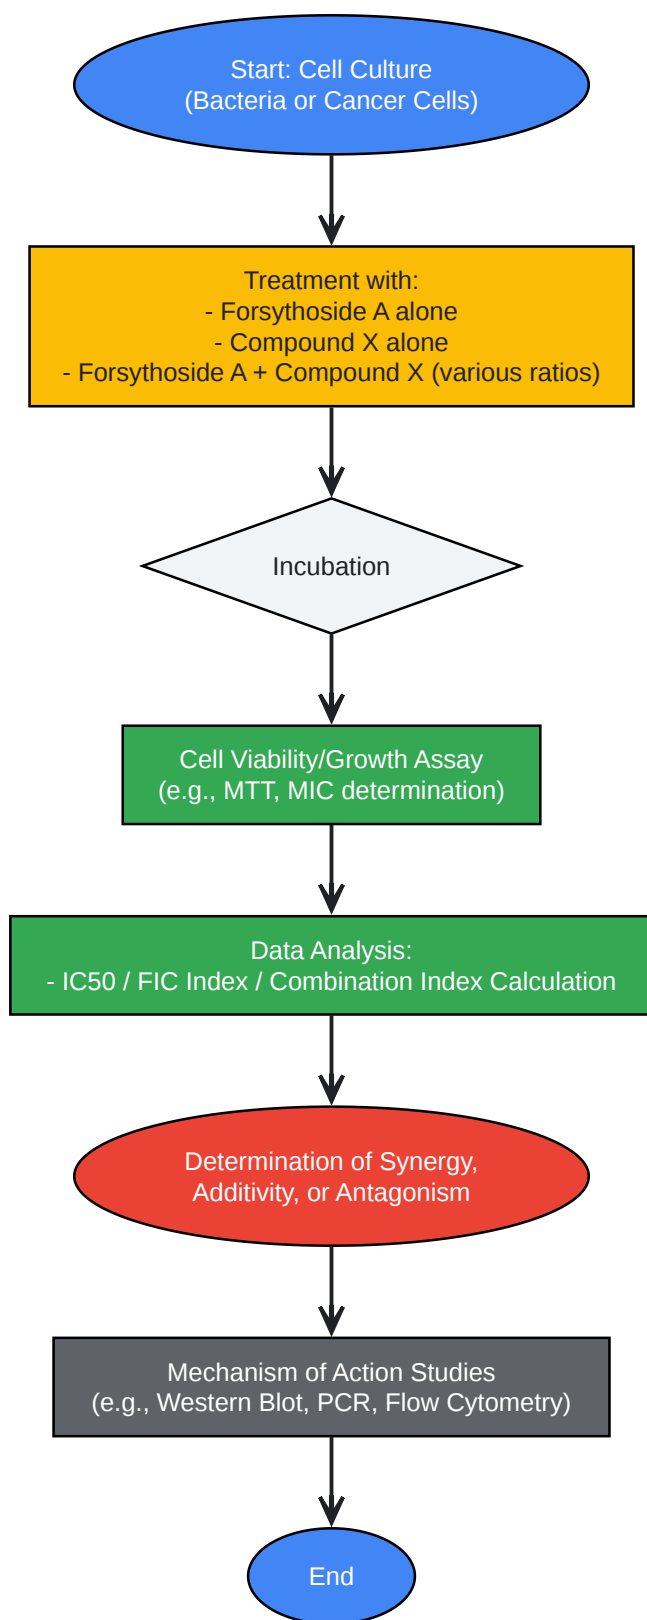 Start: Cell Culture
(Bacteria or Cancer Cells)
Treatment with:
- Forsythoside A alone
- Compound X alone
- Forsythoside A + Compound X (various ratios)
Incubation
Cell Viability/Growth Assay
(e.g., MTT, MIC determination)
Data Analysis:
- IC50 / FIC Index / Combination Index Calculation
Determination of Synergy,
Additivity, or Antagonism
Mechanism of Action Studies
(e.g., Western Blot, PCR, Flow Cytometry)
End